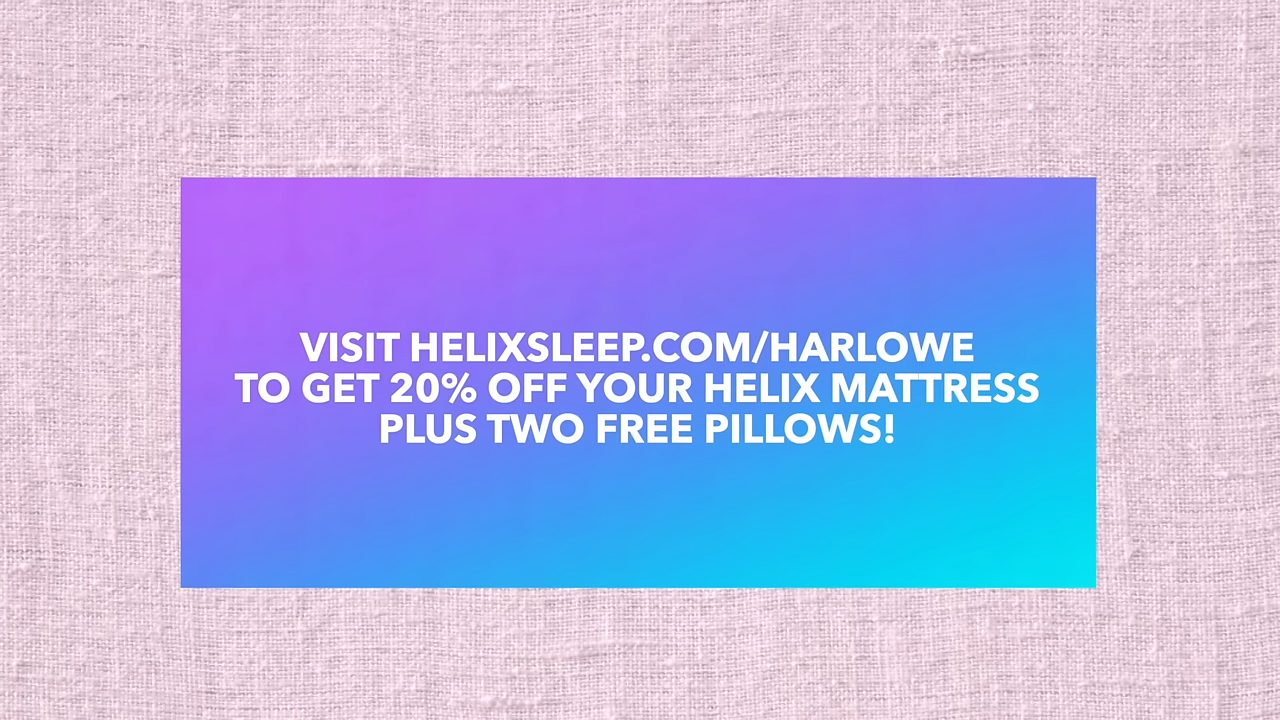 VISIT HELIXSLEEP.COM/HARLOWE
TO GET 20% OFF YOUR HELIX MATTRESS
PLUS TWO FREE PILLOWS!